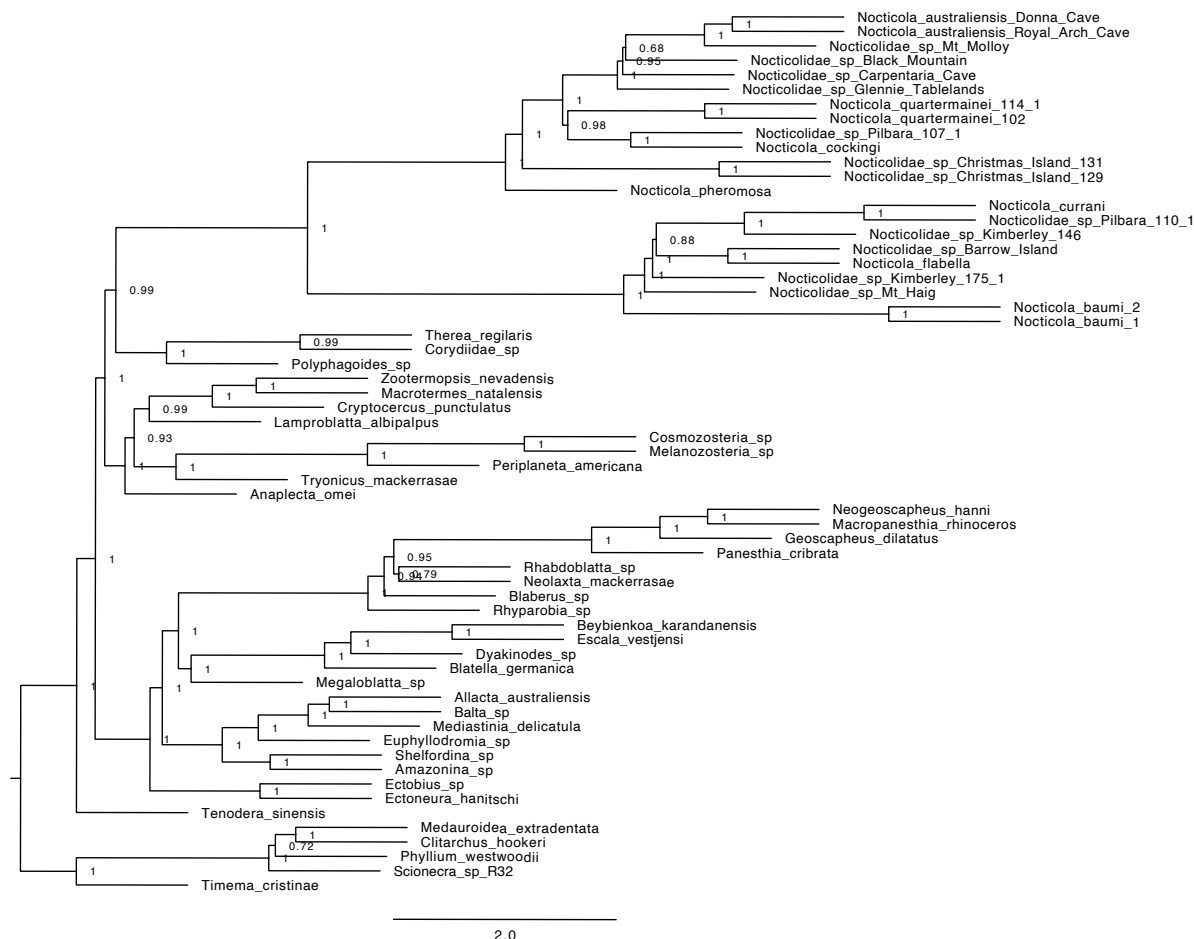 Nocticola_australiensis_Donna_Cave
1
Nocticola_australiensis_Royal_Arch_Cave
1
Nocticolidae_sp_Mt_Molloy
0.68
Nocticolidae_sp_Black_Mountain
0.95
Nocticolidae_sp_Carpentaria_Cave
1
Nocticolidae_sp_Glennie_Tablelands
1
Nocticola_quartermainei_114_1
1
Nocticola_quartermainei_102
0.98
Nocticolidae_sp_Pilbara_107_1
1
1
Nocticola_cockingi
Nocticolidae_sp_Christmas_Island_131
1
1
Nocticolidae_sp_Christmas_Island_129
Nocticola_pheromosa
Nocticola_currani
1
Nocticolidae_sp_Pilbara_110_1
1
1
Nocticolidae_sp_Kimberley_146
0.88
Nocticolidae_sp_Barrow_Island
1
1
Nocticola_flabella
1
Nocticolidae_sp_Kimberley_175_1
0.99
1
Nocticolidae_sp_Mt_Haig
Nocticola_baumi_2
1
Nocticola_baumi_1
Therea_regilaris
0.99
Corydiidae_sp
1
Polyphagoides_sp
1
Zootermopsis_nevadensis
1
Macrotermes_natalensis
1
Cryptocercus_punctulatus
0.99
Lamproblatta_albipalpus
0.93
Cosmozosteria_sp
1
Melanozosteria_sp
1
Periplaneta_americana
1
1
Tryonicus_mackerrasae
Anaplecta_omei
Neogeoscapheus_hanni
1
Macropanesthia_rhinoceros
1
Geoscapheus_dilatatus
1
Panesthia_cribrata
1
0.95
Rhabdoblatta_sp
0.94
0.79
Neolaxta_mackerrasae
1
Blaberus_sp
Rhyparobia_sp
Beybienkoa_karandanensis
1
1
Escala_vestjensi
1
Dyakinodes_sp
1
Blatella_germanica
1
Megaloblatta_sp
1
1
Allacta_australiensis
1
Balta_sp
1
Mediastinia_delicatula
1
Euphyllodromia_sp
1
1
Shelfordina_sp
1
Amazonina_sp
Ectobius_sp
1
Ectoneura_hanitschi
Tenodera_sinensis
Medauroidea_extradentata
1
Clitarchus_hookeri
0.72
Phyllium_westwoodii
1
Scionecra_sp_R32
1
Timema_cristinae
2.0